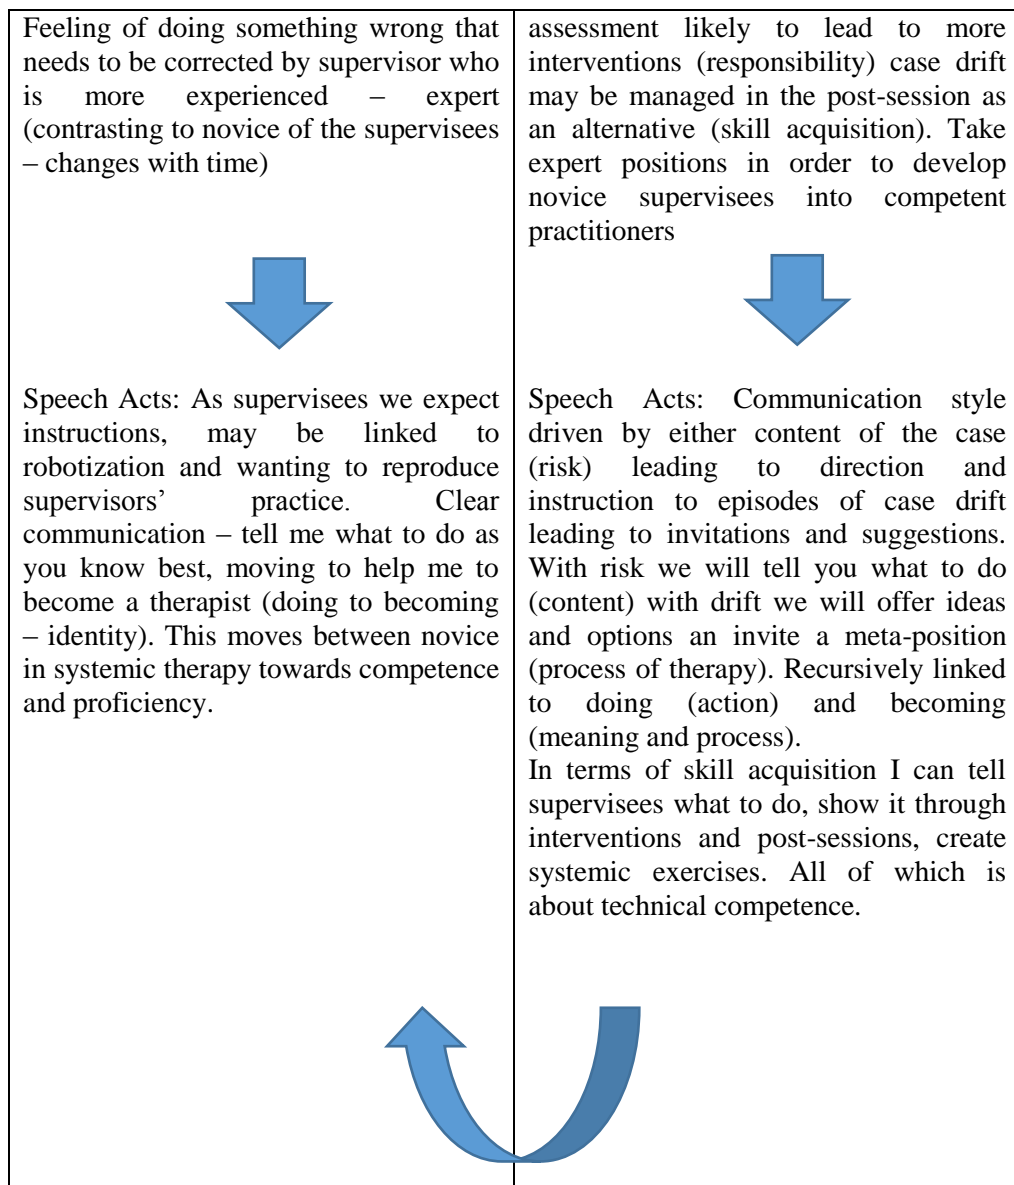 Feeling of doing something wrong that
needs to be corrected by supervisor who
is more experienced – expert
(contrasting to novice of the supervisees
– changes with time)
Speech Acts: As supervisees we expect
instructions, may be linked to
robotization and wanting to reproduce
supervisors’ practice. Clear
communication – tell me what to do as
you know best, moving to help me to
become a therapist (doing to becoming
– identity). This moves between novice
in systemic therapy towards competence
and proficiency.
assessment likely to lead to more
interventions (responsibility) case drift
may be managed in the post-session as
an alternative (skill acquisition). Take
expert positions in order to develop
novice supervisees into competent
practitioners
Speech Acts: Communication style
driven by either content of the case
(risk) leading to direction and
instruction to episodes of case drift
leading to invitations and suggestions.
With risk we will tell you what to do
(content) with drift we will offer ideas
and options an invite a meta-position
(process of therapy). Recursively linked
to doing (action) and becoming
(meaning and process).
In terms of skill acquisition I can tell
supervisees what to do, show it through
interventions and post-sessions, create
systemic exercises. All of which is
about technical competence.